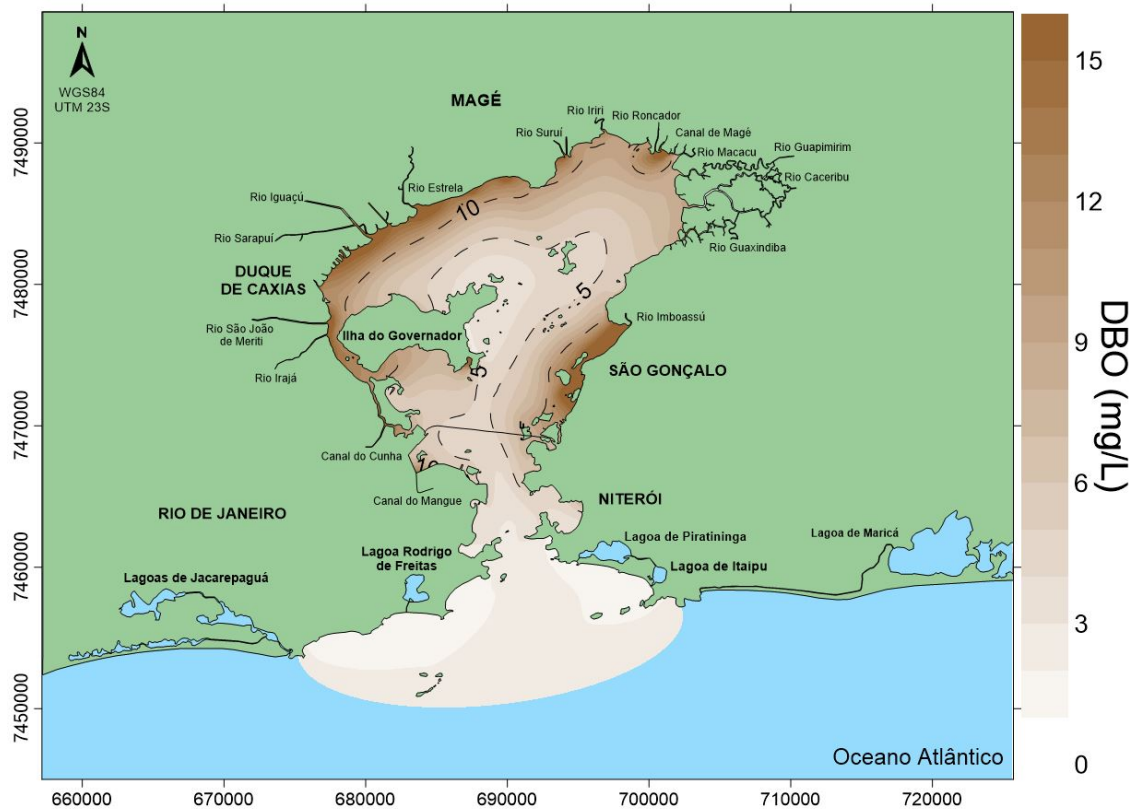 N
WGS84
UTM 23S
MAGÉ
Rio Iriri
Rio Roncador
Rio Suruí
Canal de Magé
Rio Macacu
Rio Guapimirim
Rio Caceribu
Rio Estrela
Rio Iguaçú
10
Rio Sarapuí
Rio Guaxindiba
DUQUE
DE CAXIAS
5
Rio São João
de Meriti
Ilha do Governador
Rio Imboassú
Rio Irajá
5
SÃO GONÇALO
Canal do Cunha
10
Canal do Mangue
NITERÓI
RIO DE JANEIRO
Lagoa Rodrigo
de Freitas
Lagoa de Piratininga
Lagoa de Maricá
Lagoas de Jacarepaguá
Lagoa de Itaipu
Oceano Atlântico
7490000
7480000
7470000
7460000
7450000
660000
670000
680000
690000
700000
710000
720000
15
12
9
6
3
0
DBO (mg/L)